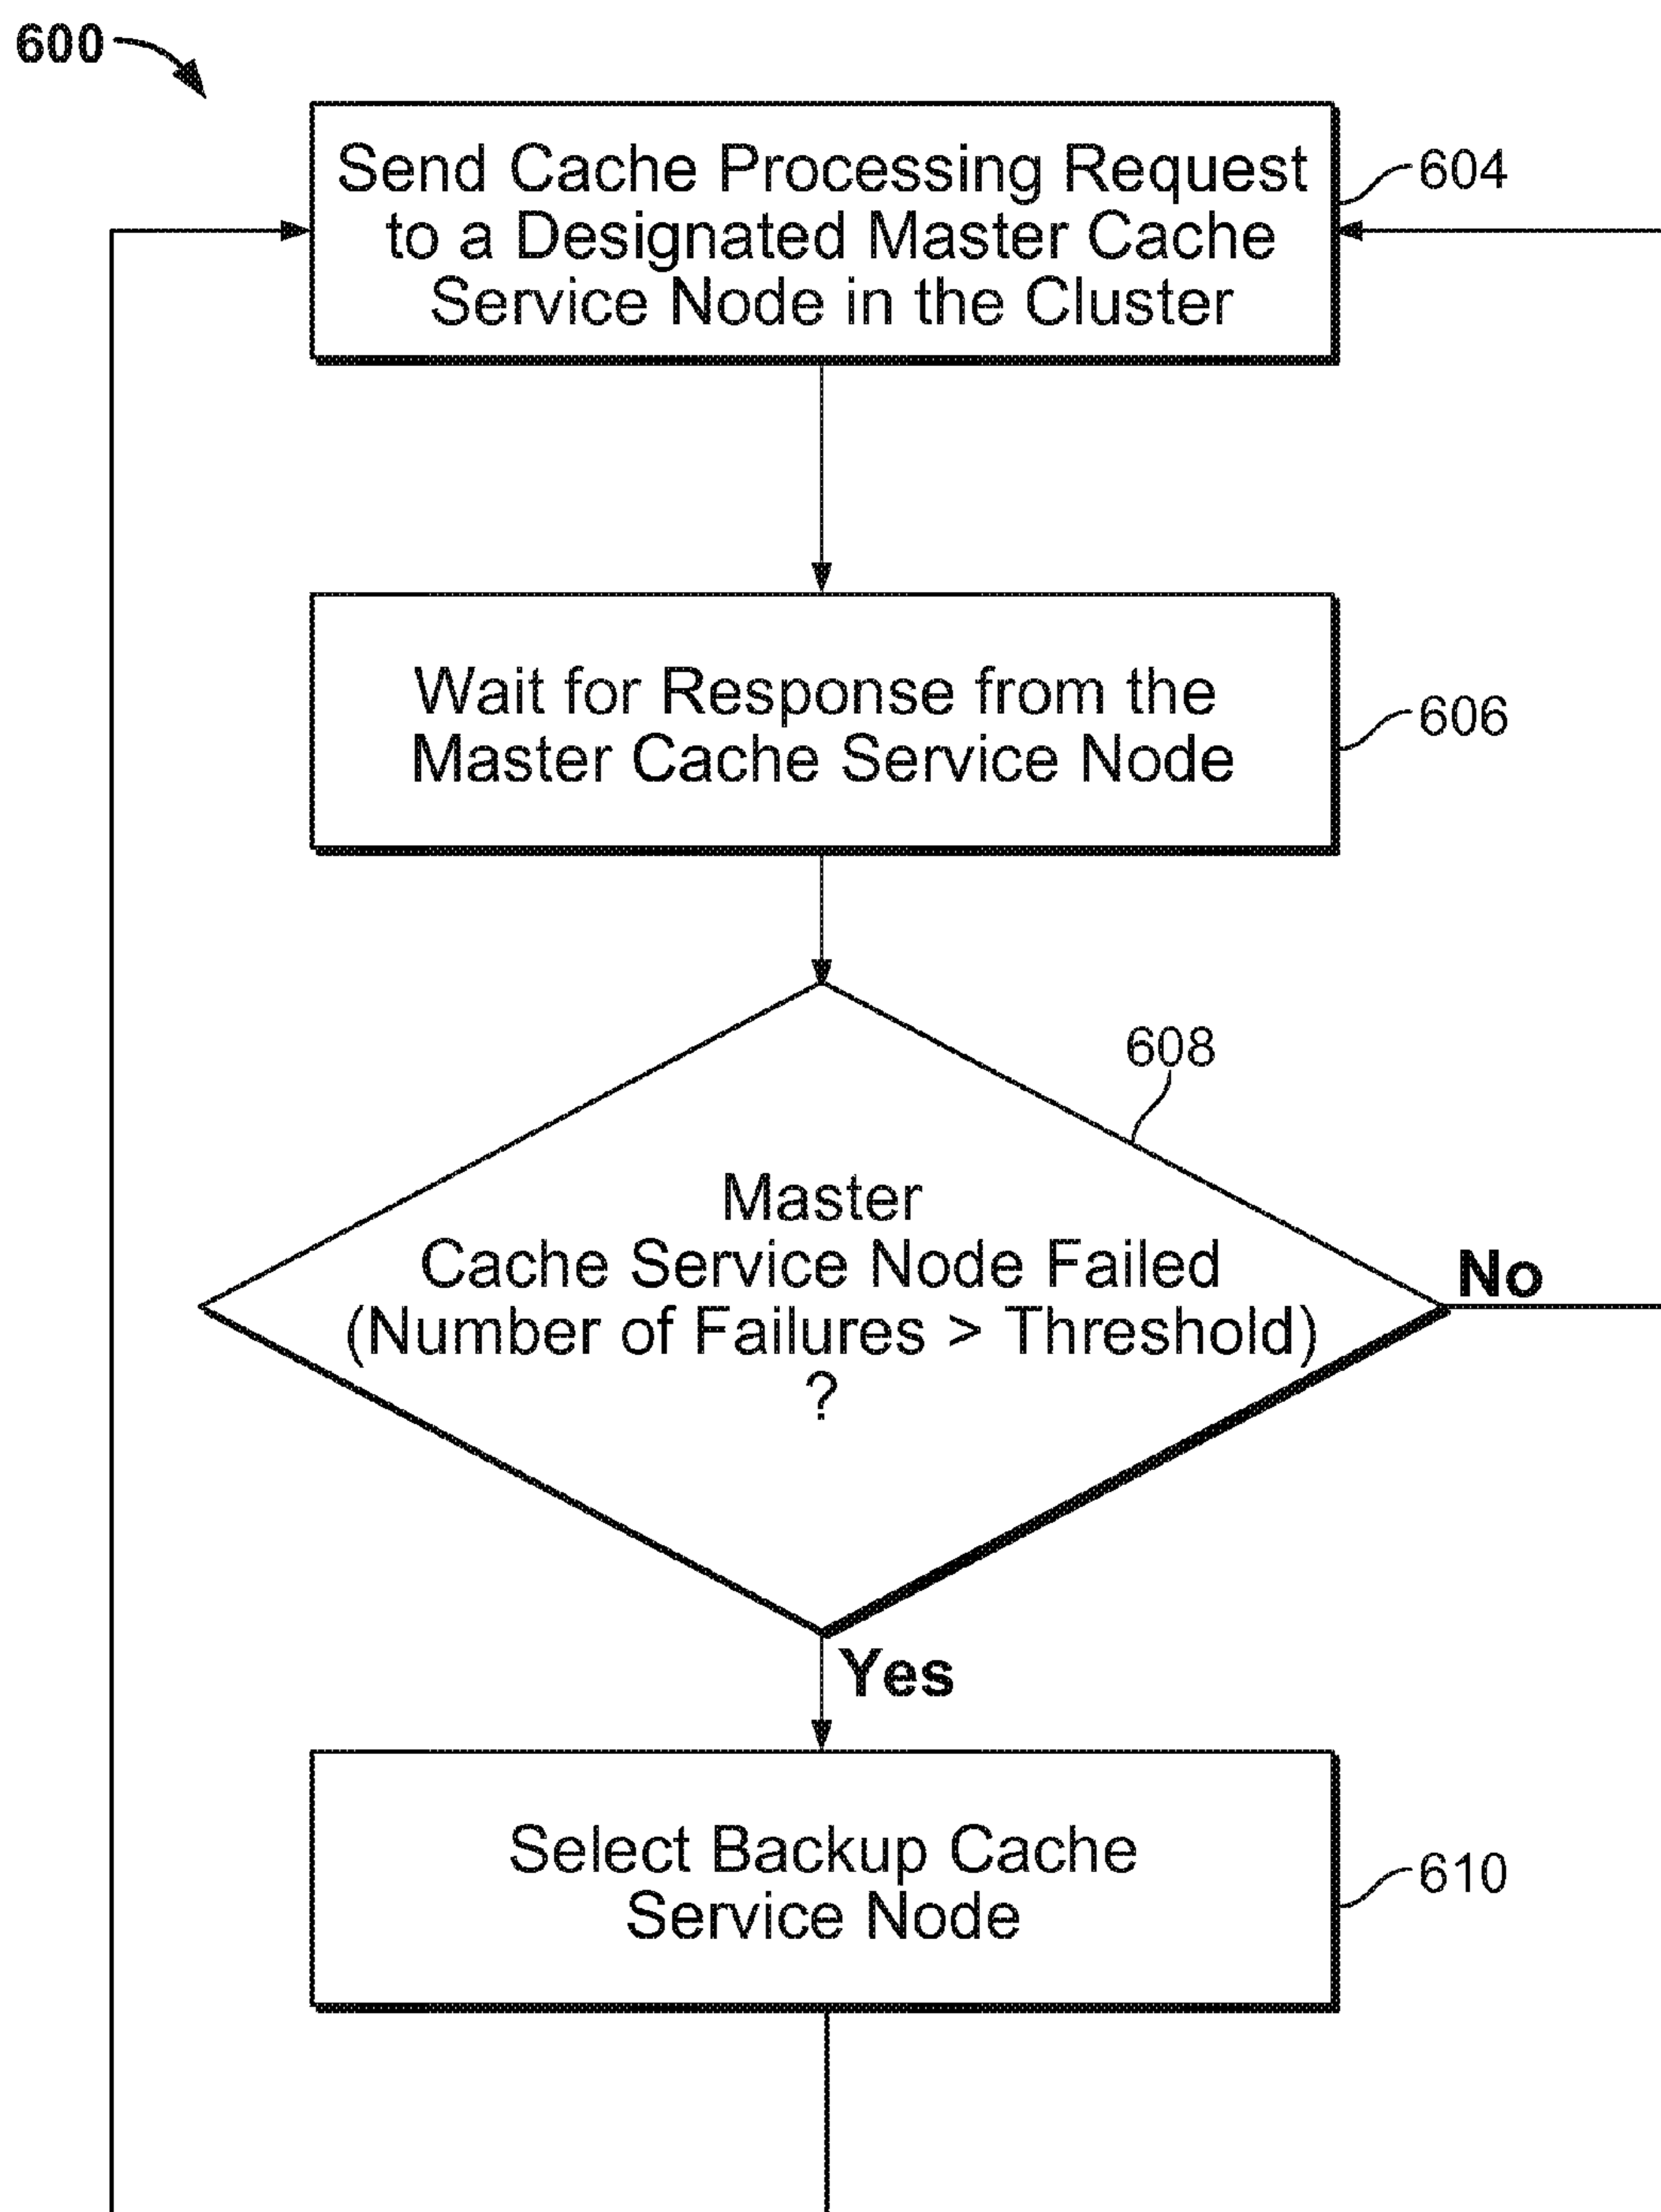 600
Send Cache Processing Request
to a Designated Master Cache
Service Node in the Cluster
604
Wait for Response from the
Master Cache Service Node
606
608
Master
Cache Service Node Failed
(Number of Failures > Threshold)
?
No
Yes
Select Backup Cache
Service Node
610